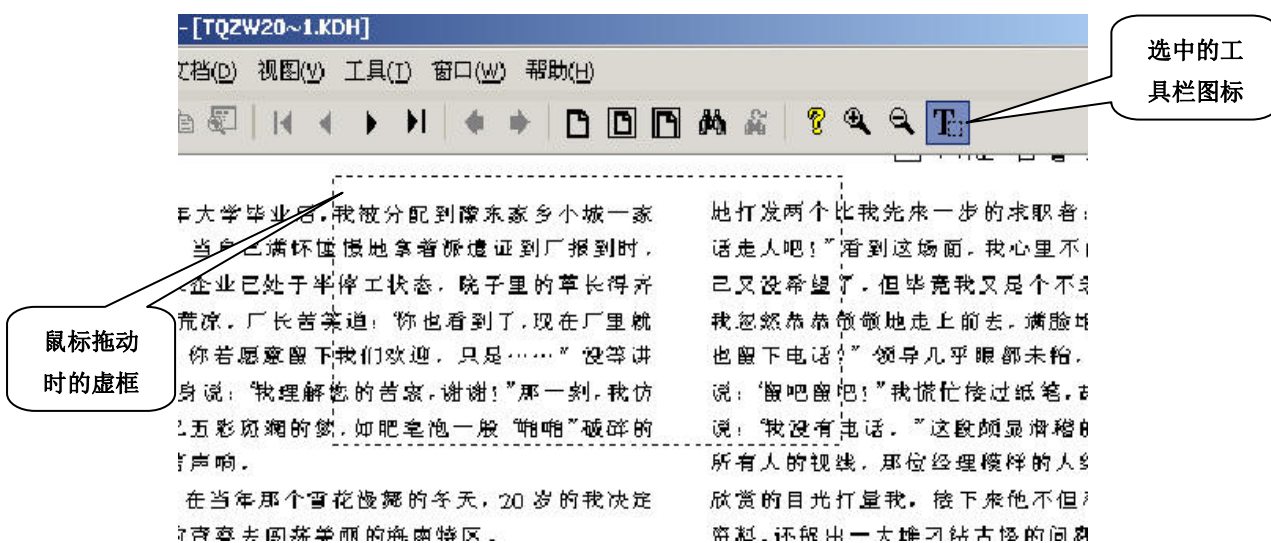 - [TQZW20~1.KDH]
文档(D) 视图(V) 工具(T) 窗口(W) 帮助(H)
选中的工
具栏图标
鼠标拖动
时的虚框
年大学毕业后,我被分配到豫东家乡小城一家
当自己满怀憧憬地拿着派遣证到厂报到时,
企业已处于半停工状态,院子里的草长得齐
荒凉。厂长苦笑道:“你也看到了,现在厂里就
你若愿意留下我们欢迎,只是……”没等讲
身说:“我理解您的苦衷,谢谢!”那一刻,我仿
五彩斑斓的梦,如肥皂泡一般“啪啪”破碎的
声响。
在当年那个雪花漫舞的冬天,20岁的我决定
去闯荡美丽的海南特区。
地打发两个比我先来一步的求职者:
话走人吧!”看到这场面,我心里不
己又没希望了,但毕竟我又是个不
我忽然恭恭敬敬地走上前去,满脸
也留下电话!”领导几乎眼都未抬,
说:“留吧留吧!”我慌忙接过纸笔,
说:“我没有电话。”这段颇显滑稽的
所有人的视线,那位经理模样的人
欣赏的目光打量我,接下来他不但
资料,还提出一大堆刁钻古怪的问题